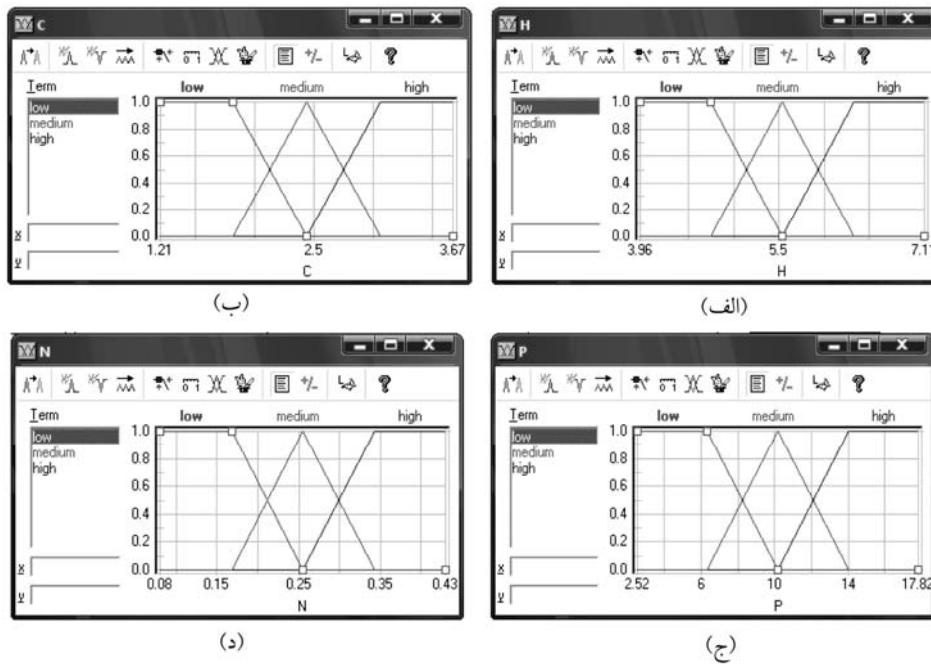 C
Term
low medium high
low
medium
high
1.0
0.8
0.6
0.4
0.2
0.0
1.21 2.5 3.67
C
x
y
(ب)
H
Term
low medium high
low
medium
high
1.0
0.8
0.6
0.4
0.2
0.0
3.96 5.5 7.11
H
x
y
(الف)
N
Term
low medium high
low
medium
high
1.0
0.8
0.6
0.4
0.2
0.0
0.08 0.15 0.25 0.35 0.43
N
x
y
(د)
P
Term
low medium high
low
medium
high
1.0
0.8
0.6
0.4
0.2
0.0
2.52 6 10 14 17.82
P
x
y
(ج)